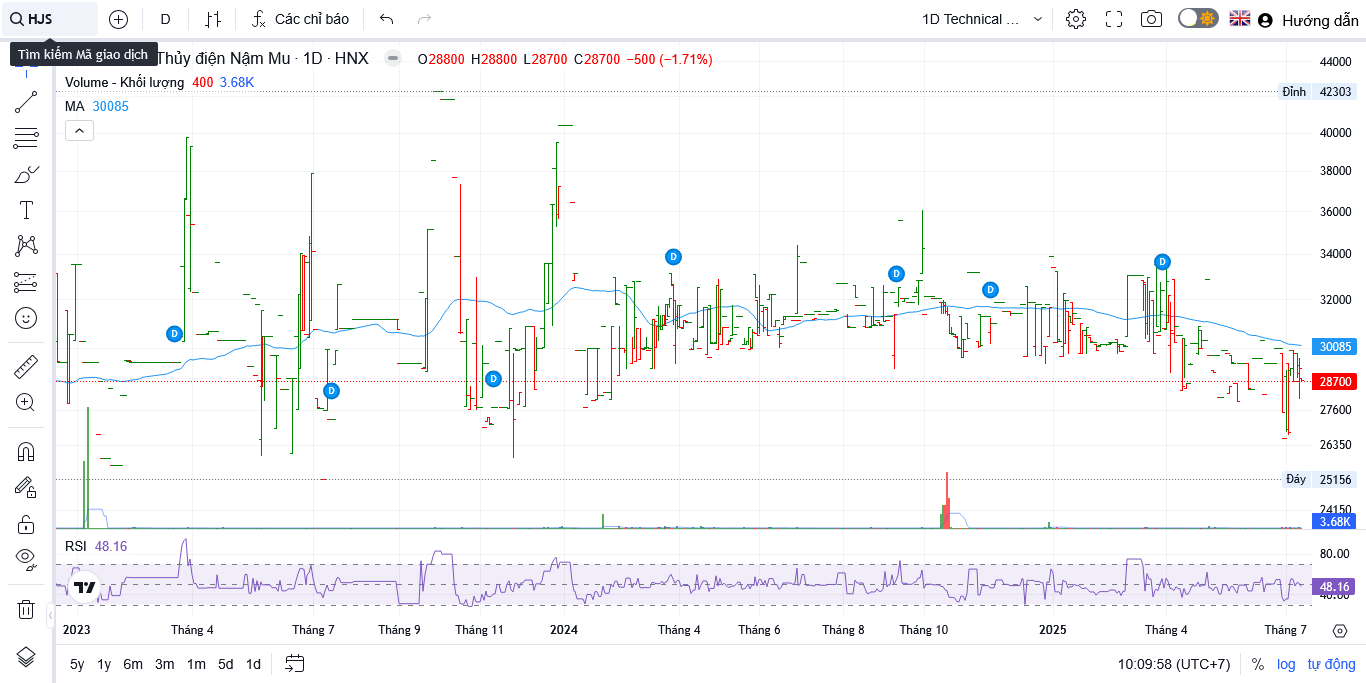 HJS
D
Các chỉ báo
1D Technical ...
Hướng dẫn
Tìm kiếm Mã giao dịch
Thủy điện Nậm Mu · 1D · HNX
O28800 H28800 L28700 C28700 −500 (−1.71%)
Volume - Khối lượng 400 3.68K
MA 30085
44000
Đỉnh 42303
40000
38000
36000
34000
32000
30085
28700
27600
26350
Đáy 25156
24150
3.68K
D
D
D
D
D
D
D
RSI 48.16
80.00
48.16
40.00
2023
Tháng 4
Tháng 7
Tháng 9
Tháng 11
2024
Tháng 4
Tháng 6
Tháng 8
Tháng 10
2025
Tháng 4
Tháng 7
5y 1y 6m 3m 1m 5d 1d
10:09:58 (UTC+7)
% log tự động